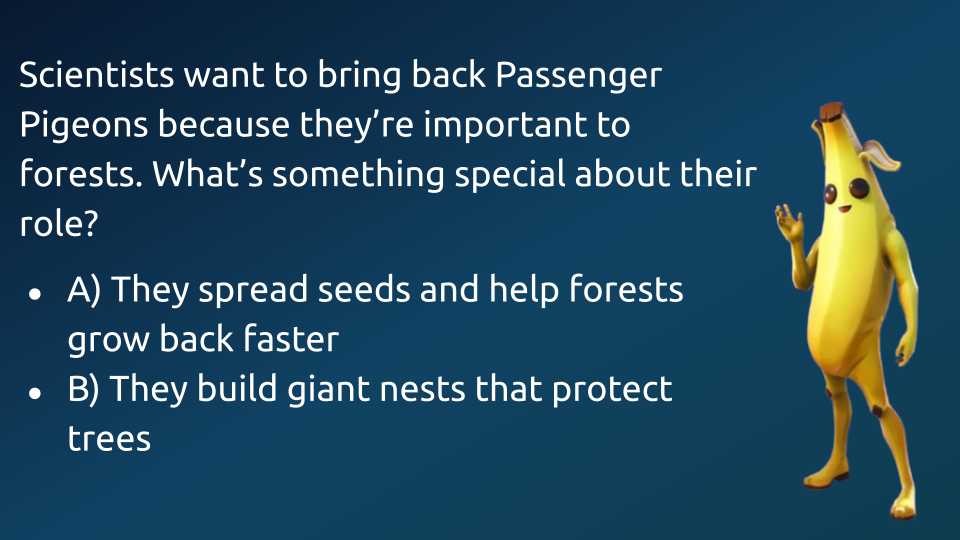 Scientists want to bring back Passenger
Pigeons because they’re important to
forests. What’s something special about their
role?
● A) They spread seeds and help forests
grow back faster
● B) They build giant nests that protect
trees